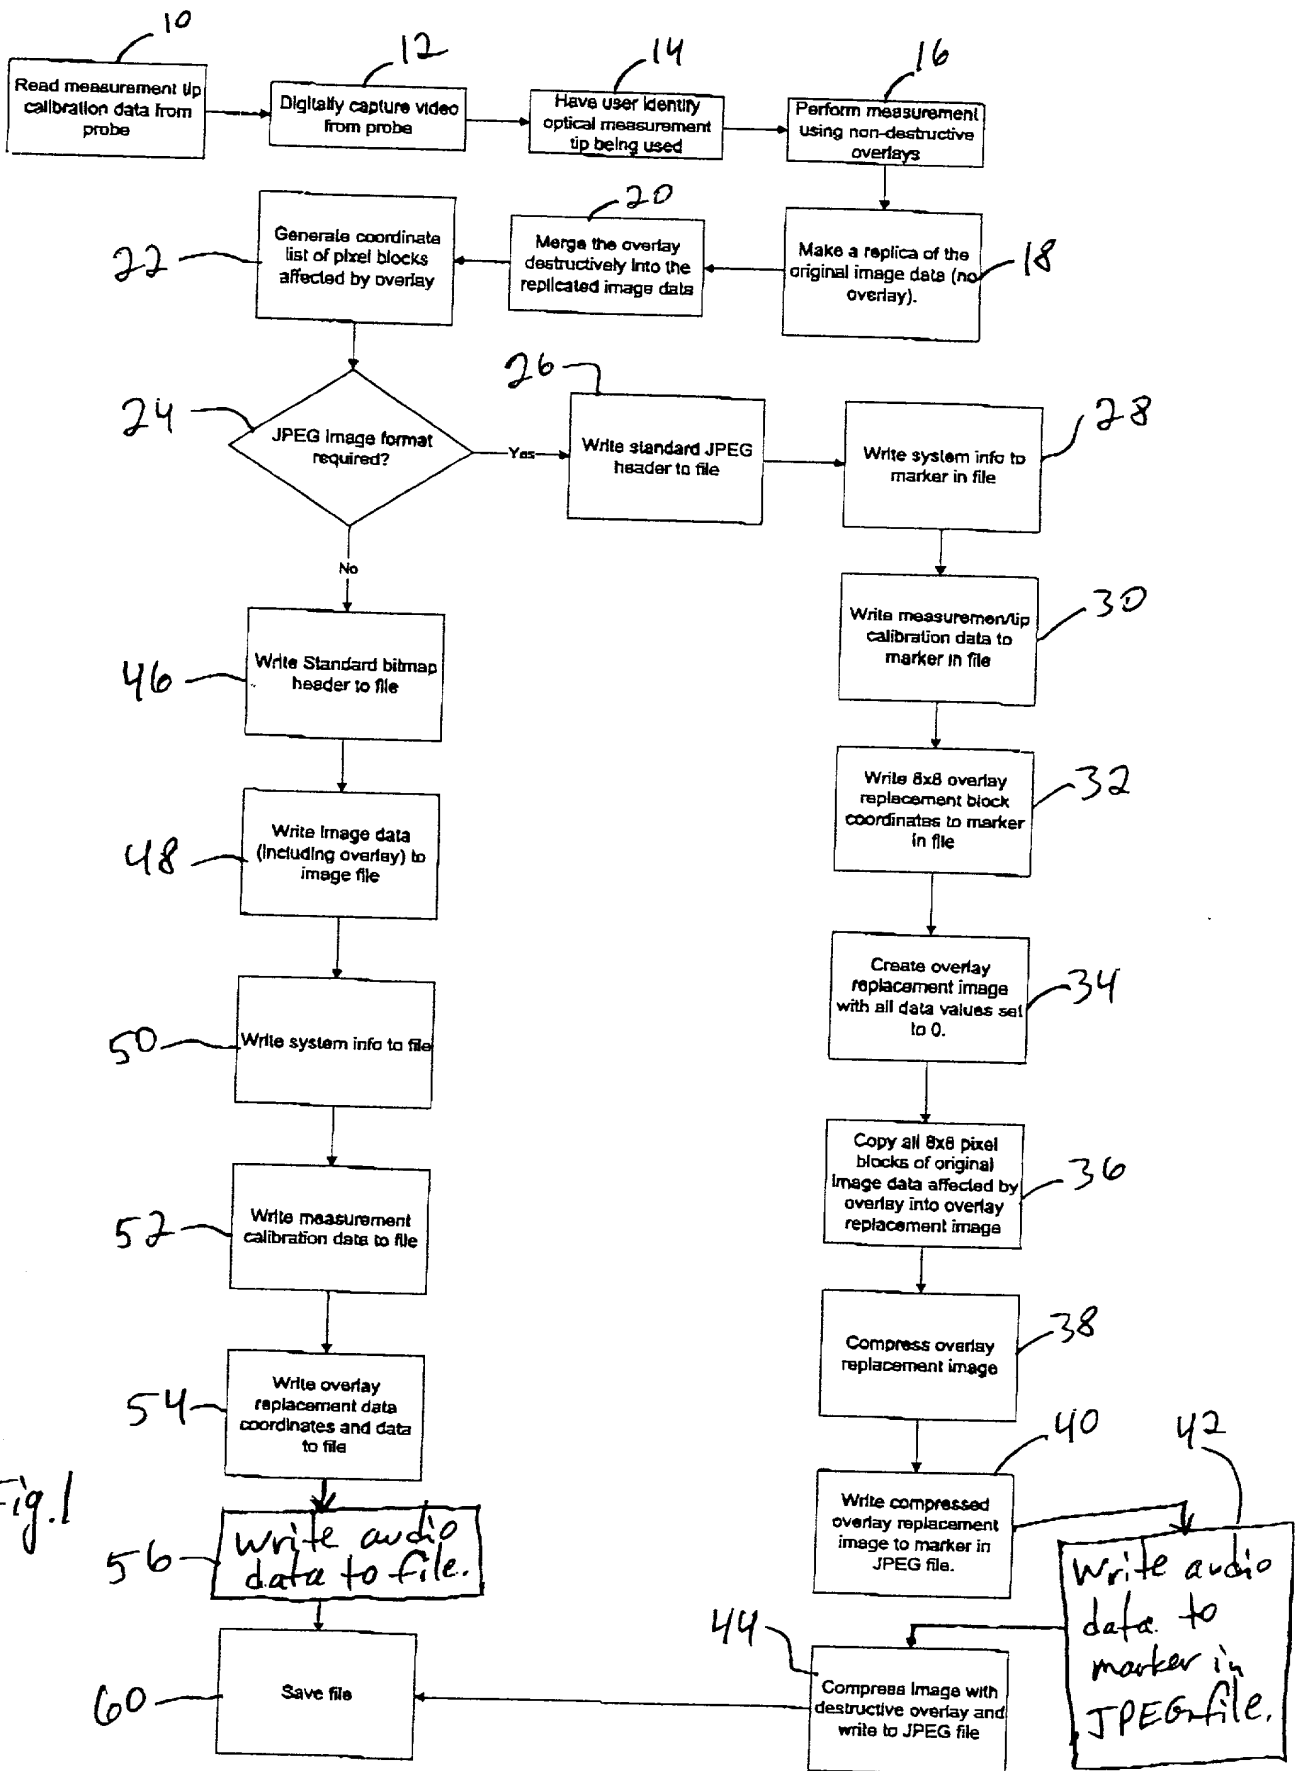 10
Read measurement tip
calibration data from
probe
12
Digitally capture video
from probe
14
Have user identify
optical measurement
tip being used
16
Perform measurement
using non-destructive
overlays
18
Make a replica of the
original image data (no
overlay).
20
Merge the overlay
destructively into the
replicated image data
22
Generate coordinate
list of pixel blocks
affected by overlay
24
JPEG image format
required?
Yes
No
26
Write standard JPEG
header to file
28
Write system info to
marker in file
30
Write measuremen/tip
calibration data to
marker in file
32
Write 8x8 overlay
replacement block
coordinates to marker
in file
34
Create overlay
replacement image
with all data values set
to 0.
36
Copy all 8x8 pixel
blocks of original
image data affected by
overlay into overlay
replacement image
38
Compress overlay
replacement image
40
Write compressed
overlay replacement
image to marker in
JPEG file.
42
Write audio
data to
marker in
JPEG file.
44
Compress image with
destructive overlay and
write to JPEG file
46
Write Standard bitmap
header to file
48
Write image data
(including overlay) to
image file
50
Write system info to file
52
Write measurement
calibration data to file
54
Write overlay
replacement data
coordinates and data
to file
56
Write audio
data to file.
60
Save file
Fig.1